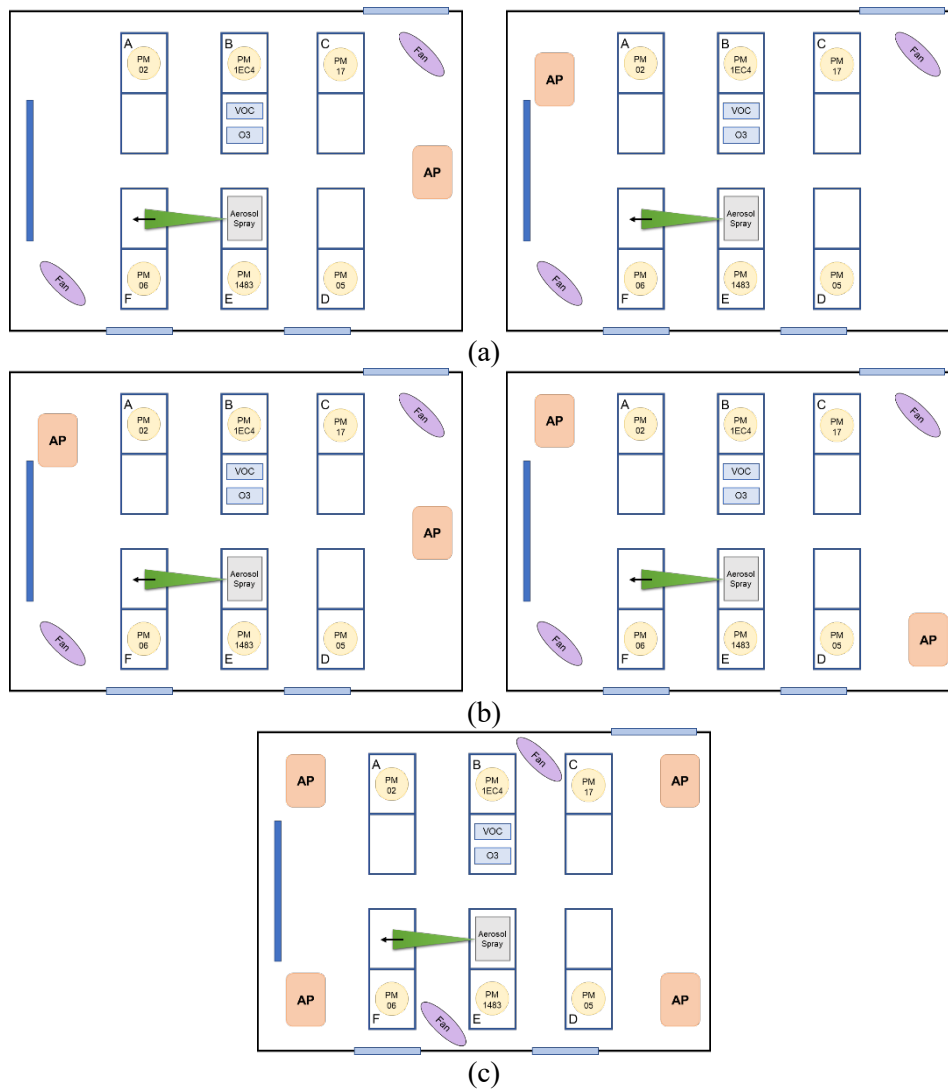 A
PM
02
B
PM
1EC4
C
PM
17
Fan
VOC
O3
AP
Aerosol
Spray
Fan
PM
06
F
PM
1483
E
PM
05
D
A
PM
02
B
PM
1EC4
C
PM
17
Fan
AP
VOC
O3
Aerosol
Spray
Fan
PM
06
F
PM
1483
E
PM
05
D
(a)
A
PM
02
B
PM
1EC4
C
PM
17
Fan
AP
VOC
O3
AP
Aerosol
Spray
Fan
PM
06
F
PM
1483
E
PM
05
D
A
PM
02
B
PM
1EC4
C
PM
17
Fan
AP
VOC
O3
Aerosol
Spray
Fan
PM
06
F
PM
1483
E
PM
05
D
AP
(b)
AP
A
PM
02
B
PM
1EC4
Fan
C
PM
17
AP
VOC
O3
Aerosol
Spray
AP
PM
06
F
Fan
PM
1483
E
PM
05
D
AP
(c)